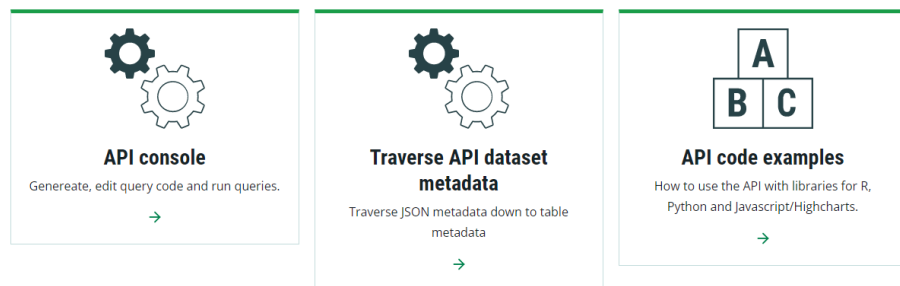 API console
Genereate, edit query code and run queries.
Traverse API dataset
metadata
Traverse JSON metadata down to table
metadata
A
B C
API code examples
How to use the API with libraries for R,
Python and Javascript/Highcharts.